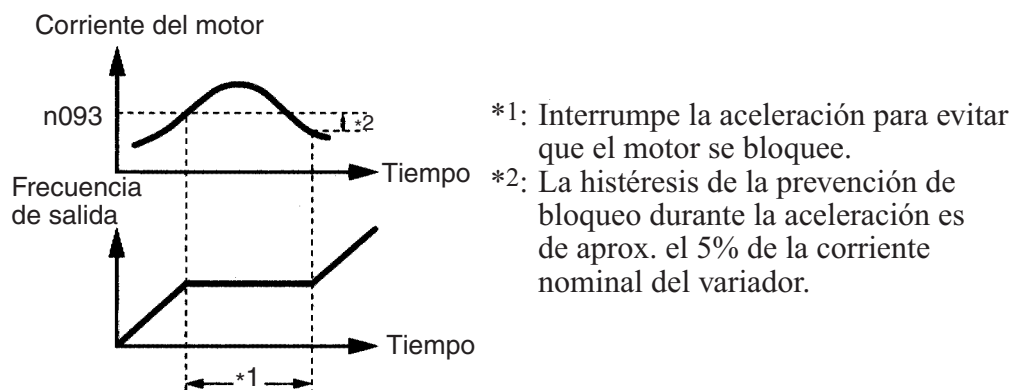 Corriente del motor
n093
*2
Tiempo
Frecuencia
de salida
Tiempo
*1
*1: Interrumpe la aceleración para evitar
que el motor se bloquee.
*2: La histéresis de la prevención de
bloqueo durante la aceleración es
de aprox. el 5% de la corriente
nominal del variador.